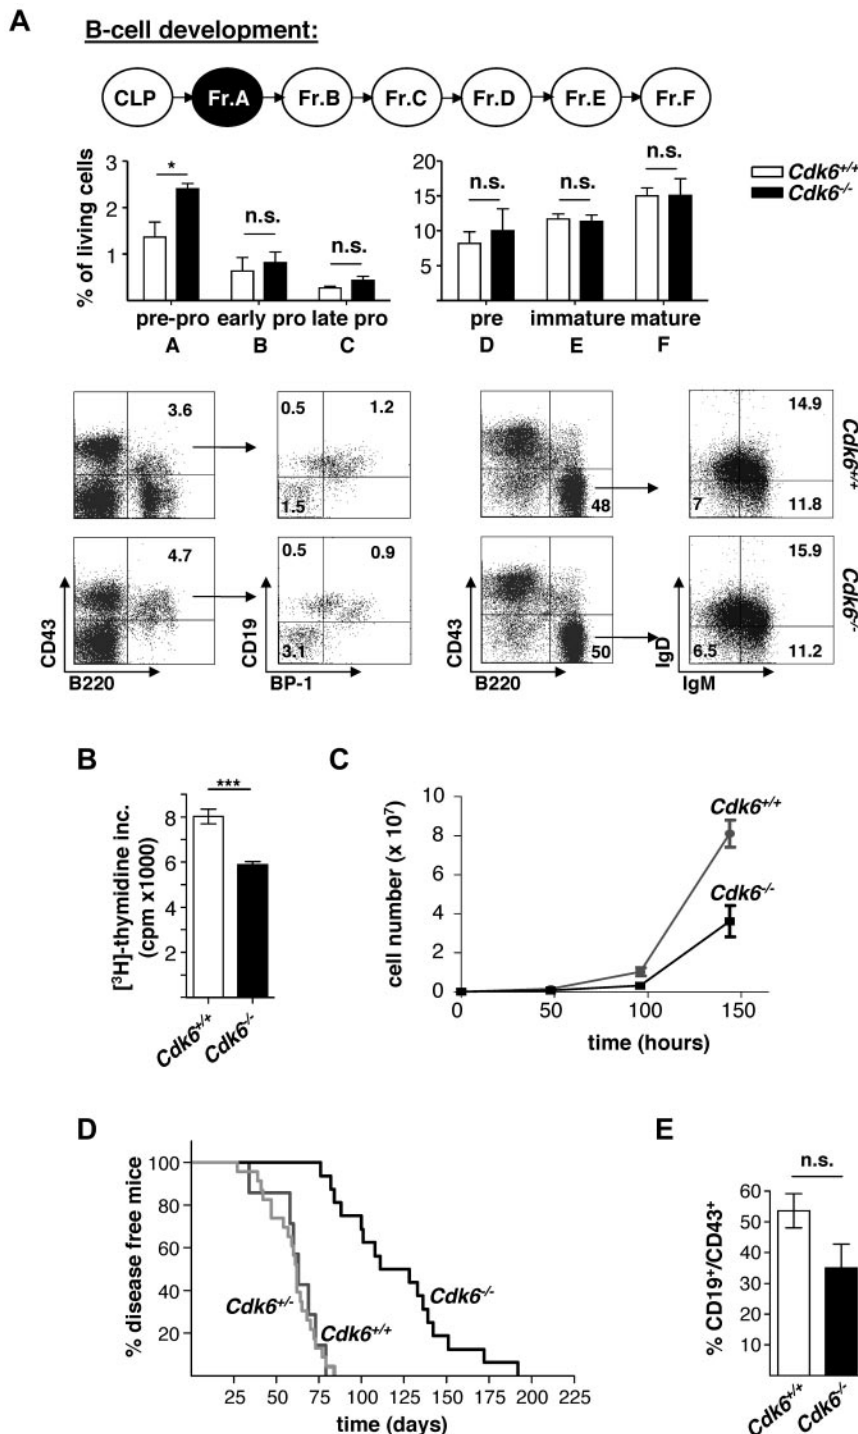 A
B-cell development:
CLP Fr.A Fr.B Fr.C Fr.D Fr.E Fr.F
% of living cells
3
2
1
*
n.s.
n.s.
pre-pro early pro late pro
A B C
20
15
10
5
n.s.
n.s.
n.s.
pre immature mature
D E F
Cdk6+/+
Cdk6-/-
3.6
0.5 1.2
1.5
48
14.9
7 11.8
Cdk6+/+
4.7
0.5 0.9
3.1
50
15.9
6.5 11.2
Cdk6-/-
CD43
B220
CD19
BP-1
CD43
B220
IgD
IgM
B
[3H]-thymidine inc.
(cpm x1000)
***
8
6
4
2
Cdk6+/+
Cdk6-/-
C
cell number (x 10⁷)
10
8
6
4
2
0
Cdk6+/+
Cdk6-/-
0 50 100 150
time (hours)
D
% disease free mice
100
80
60
40
20
Cdk6+/-
Cdk6+/+
Cdk6-/-
25 50 75 100 125 150 175 200 225
time (days)
E
n.s.
% CD19+/CD43+
60
50
40
30
20
10
Cdk6+/+
Cdk6-/-